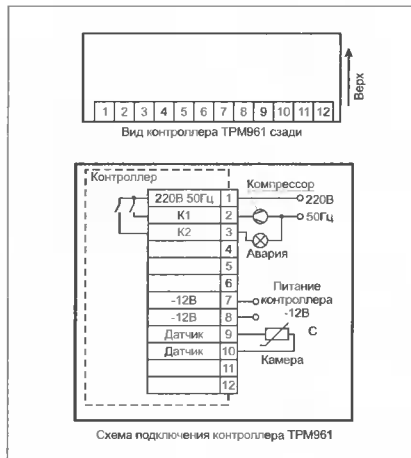 1 2 3 4 5 6 7 8 9 10 11 12
Верх
Вид контроллера ТРМ961 сзади
Контроллер
Компрессор
220В 50Гц 1
220В
К1 2
50Гц
К2 3
Авария
4
5
6
Питание
контроллера
-12В 7
-12В
-12В 8
Датчик 9
С
Датчик 10
Камера
11
12
Схема подключения контроллера ТРМ961